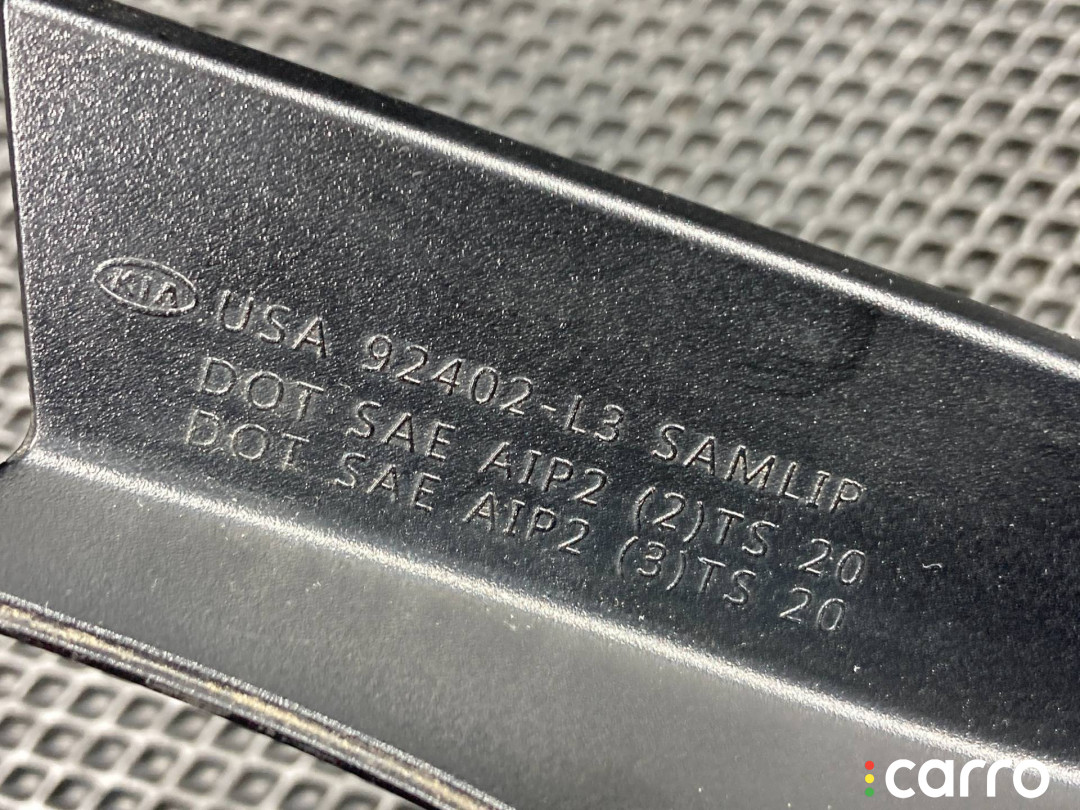 KIA USA 92402-L3 SAMLIP
DOT SAE AIP2 (2)TS 20
DOT SAE AIP2 (3)TS 20
carro